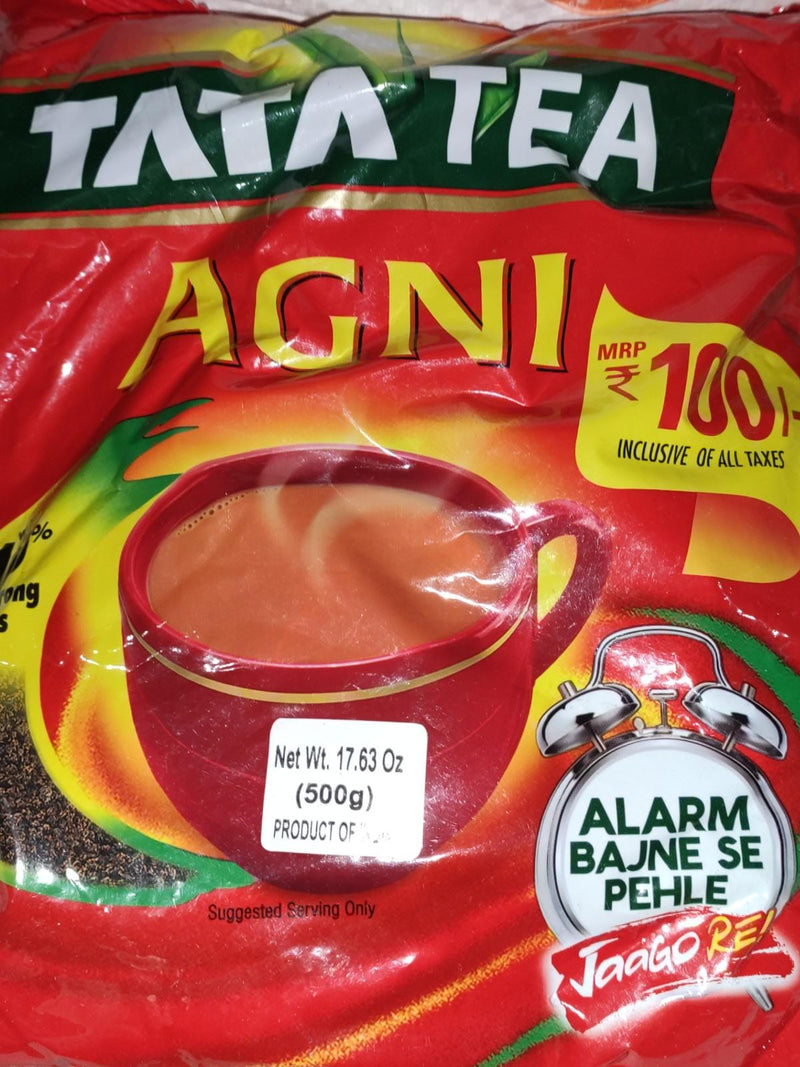 TATA TEA
AGNI
MRP
₹100/-
INCLUSIVE OF ALL TAXES
%
Net Wt. 17.63 Oz
(500g)
PRODUCT OF
Suggested Serving Only
ALARM
BAJNE SE
PEHLE
JaaGO RE!